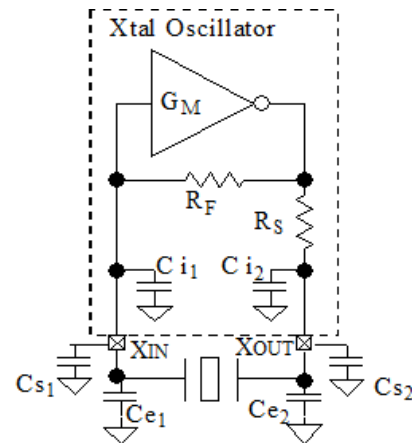 Xtal Oscillator
GM
RF
RS
Ci1
Ci2
XIN
XOUT
Cs1
Cs2
Ce1
Ce2